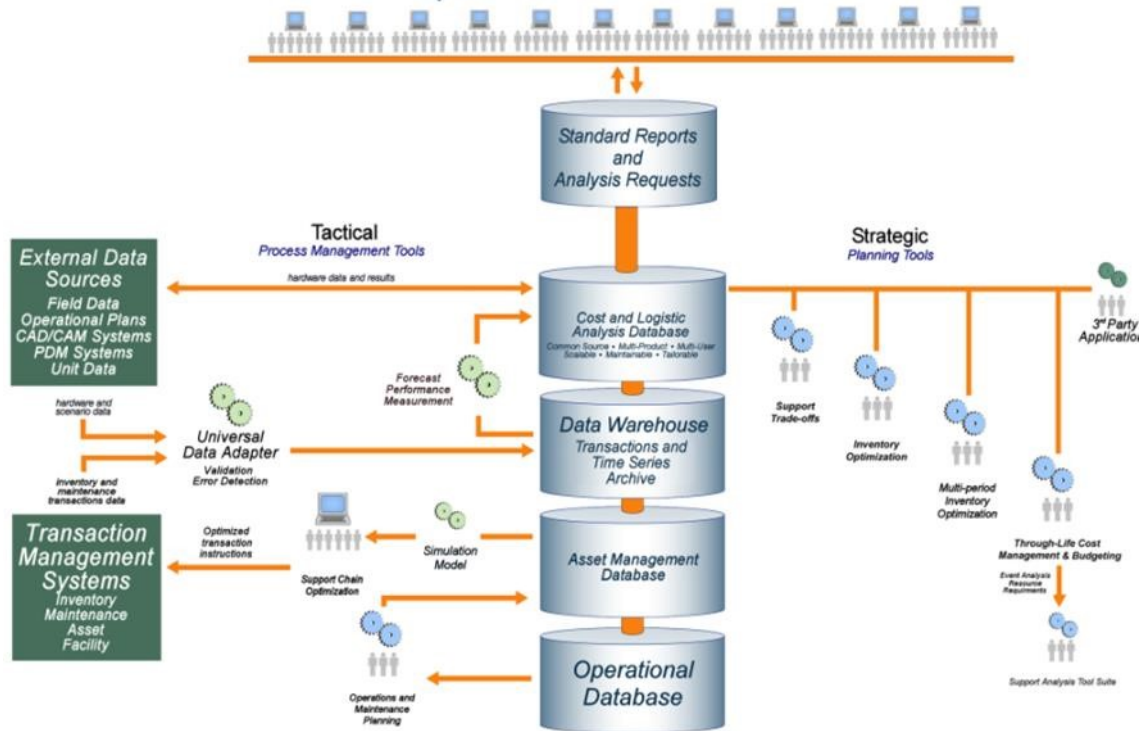 Standard Reports
and
Analysis Requests
Tactical
Process Management Tools
Strategic
Planning Tools
External Data
Sources
Field Data
Operational Plans
CAD/CAM Systems
PDM Systems
Unit Data
hardware data and results
Cost and Logistic
Analysis Database
Common Source • Multi-Product • Multi-User
Scalable • Maintainable • Tailorable
3rd Party
Application
Forecast
Performance
Measurement
Support
Trade-offs
Inventory
Optimization
Multi-period
Inventory
Optimization
Through-Life Cost
Management & Budgeting
Event Analysis
Resource
Requirments
Support Analysis Tool Suite
hardware and
scenario data
Universal
Data Adapter
Validation
Error Detection
inventory and
maintenance
transactions data
Data Warehouse
Transactions and
Time Series
Archive
Transaction
Management
Systems
Inventory
Maintenance
Asset
Facility
Optimized
transaction
instructions
Support Chain
Optimization
Simulation
Model
Asset Management
Database
Operations and
Maintenance
Planning
Operational
Database